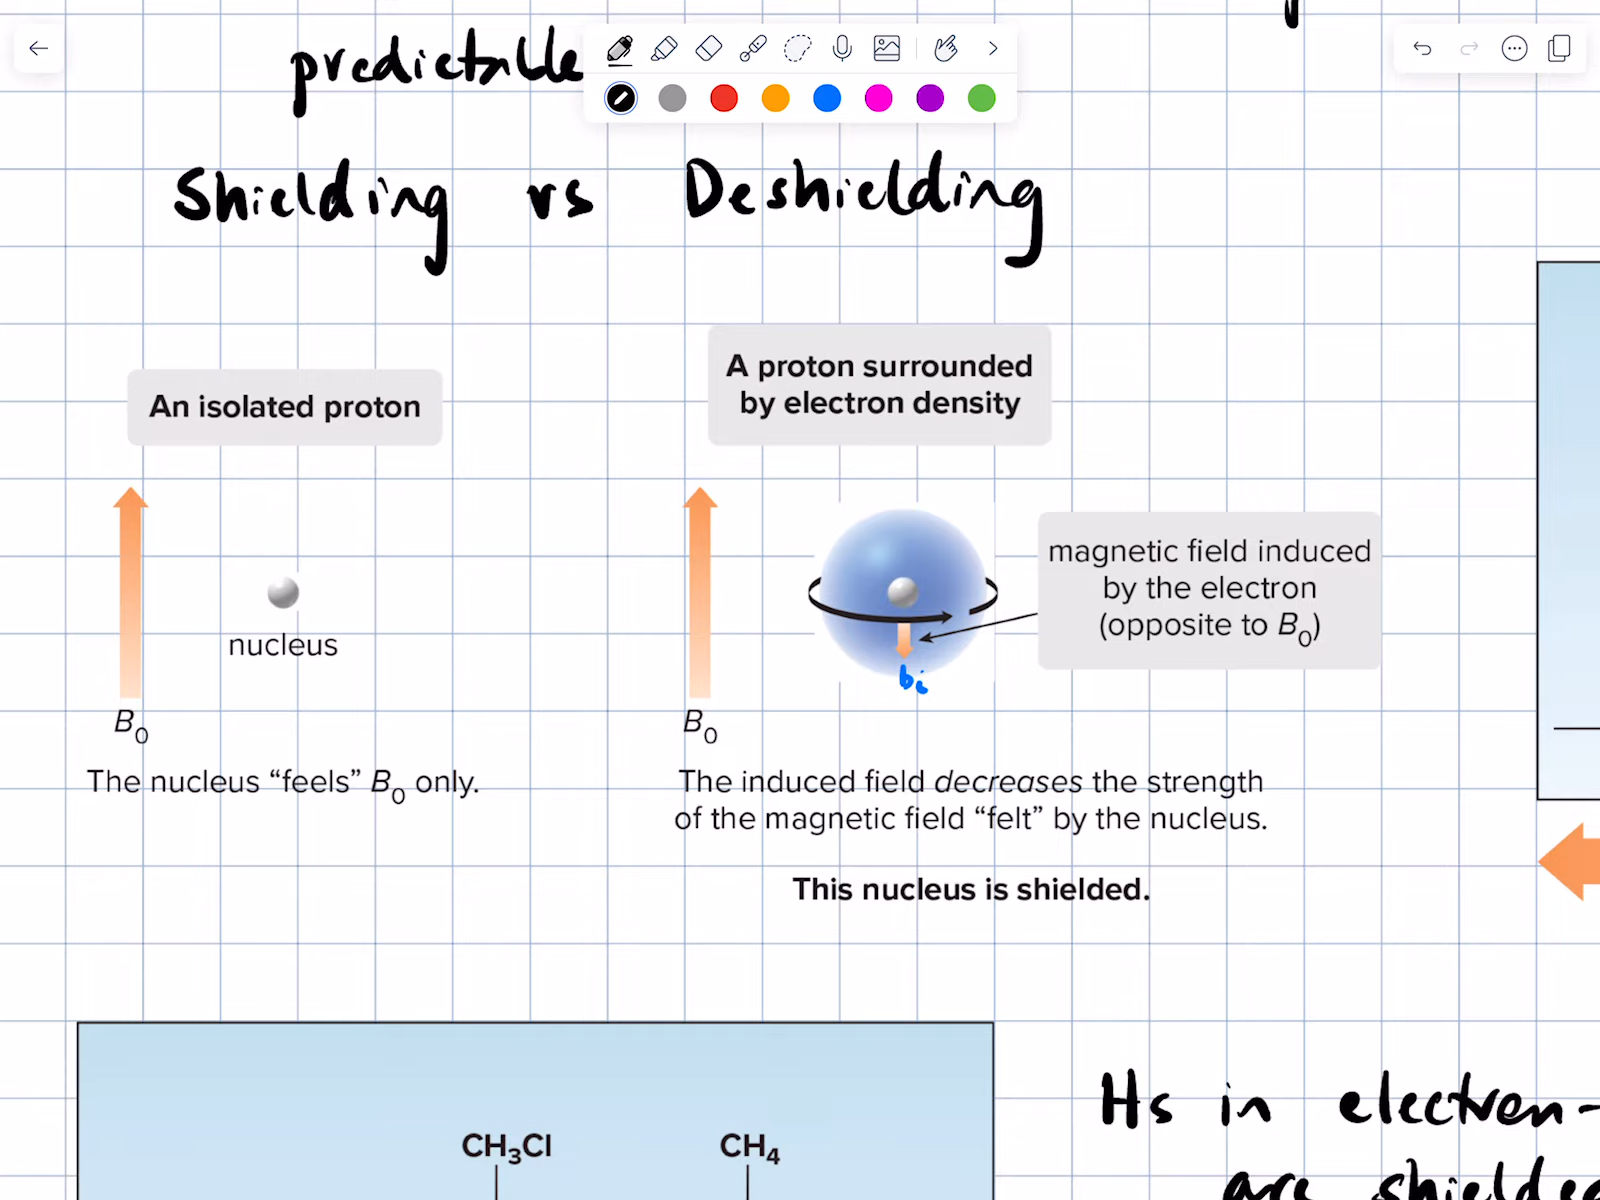 predictable
Shielding vs Deshielding
An isolated proton
A proton surrounded
by electron density
nucleus
magnetic field induced
by the electron
(opposite to B₀)
bi
B₀
B₀
The nucleus “feels” B₀ only.
The induced field decreases the strength
of the magnetic field “felt” by the nucleus.
This nucleus is shielded.
CH₃Cl
CH₄
Hs in electron-
are shielded